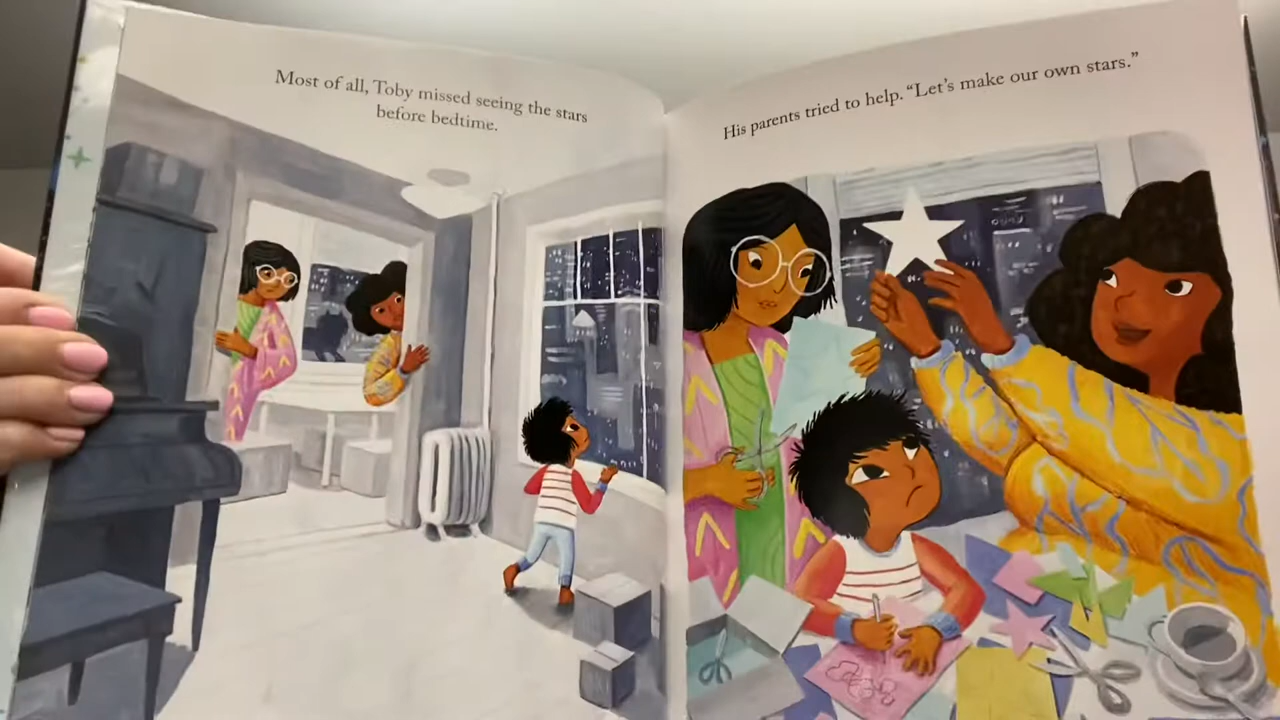 Most of all, Toby missed seeing the stars
before bedtime.
His parents tried to help. “Let’s make our own stars.”